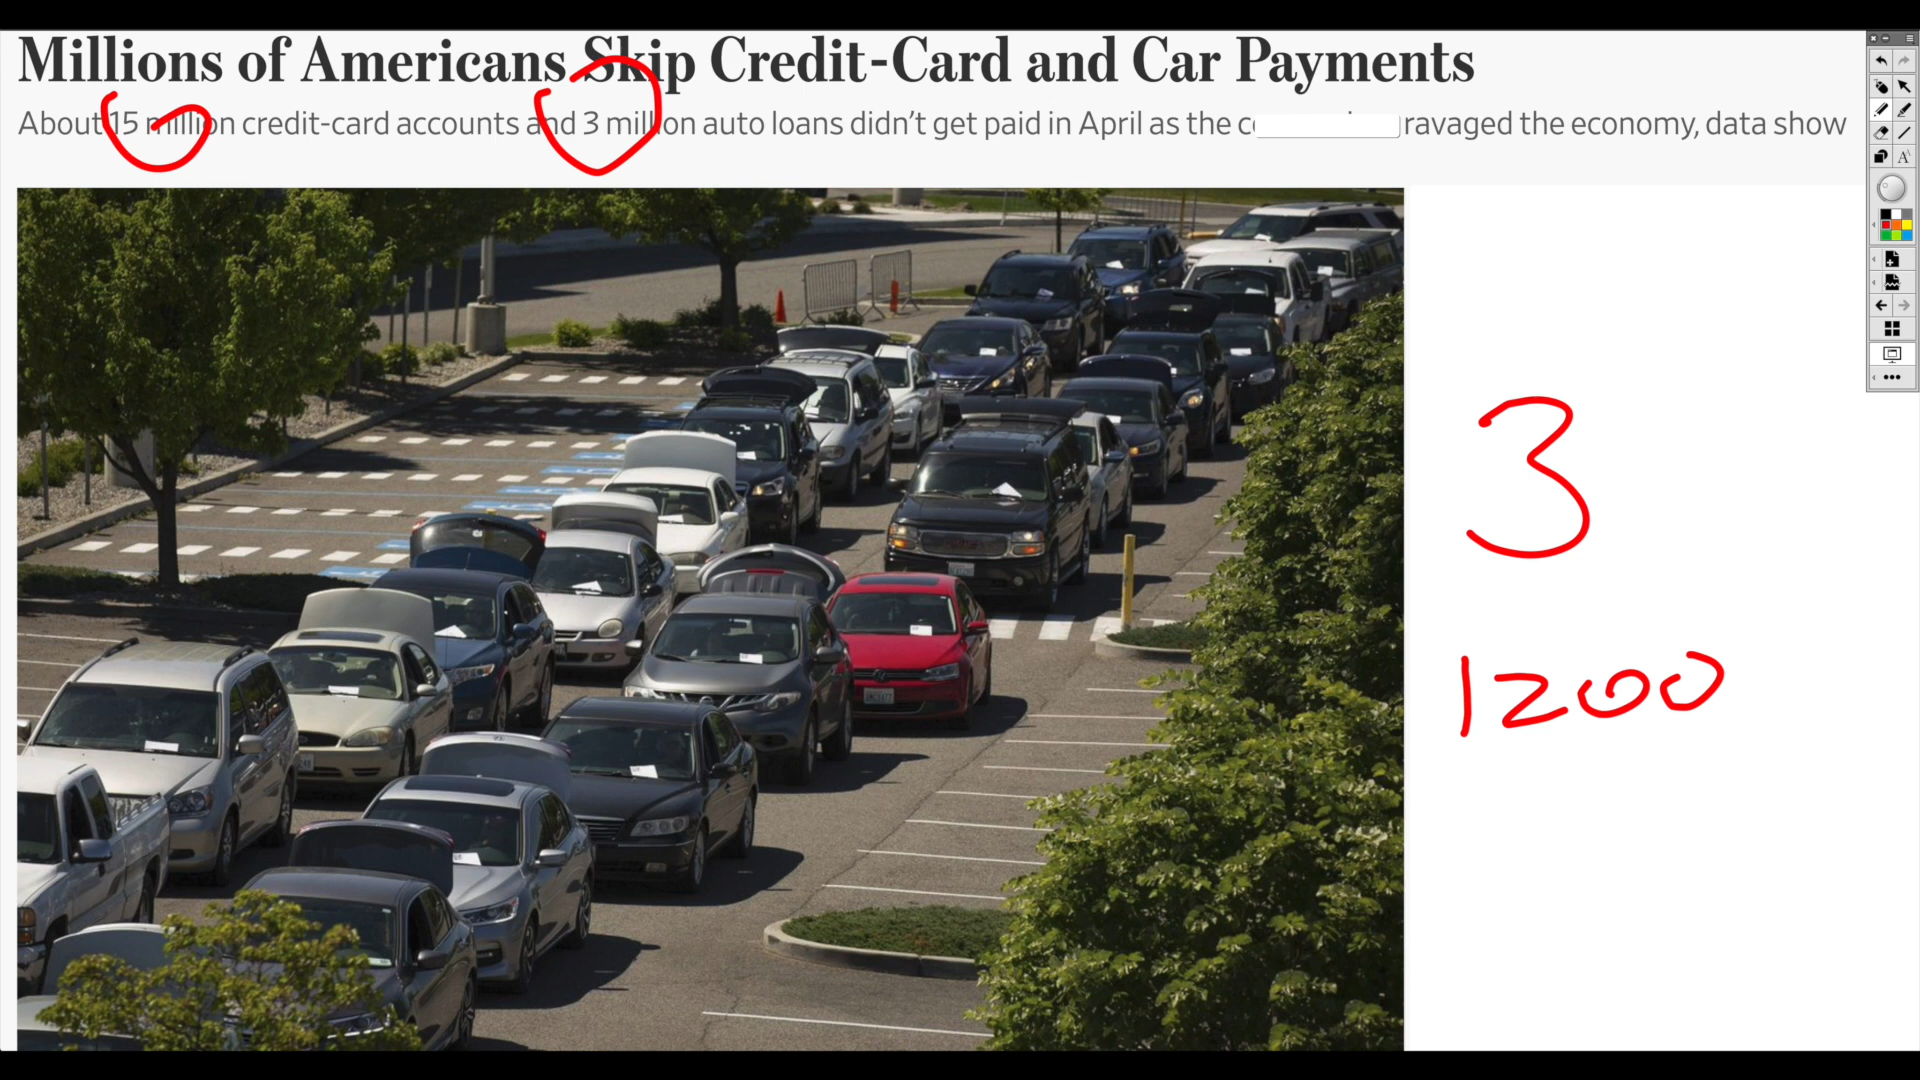 Millions of Americans Skip Credit-Card and Car Payments
About 15 million credit-card accounts and 3 million auto loans didn't get paid in April as the c ravaged the economy, data show
3
1200